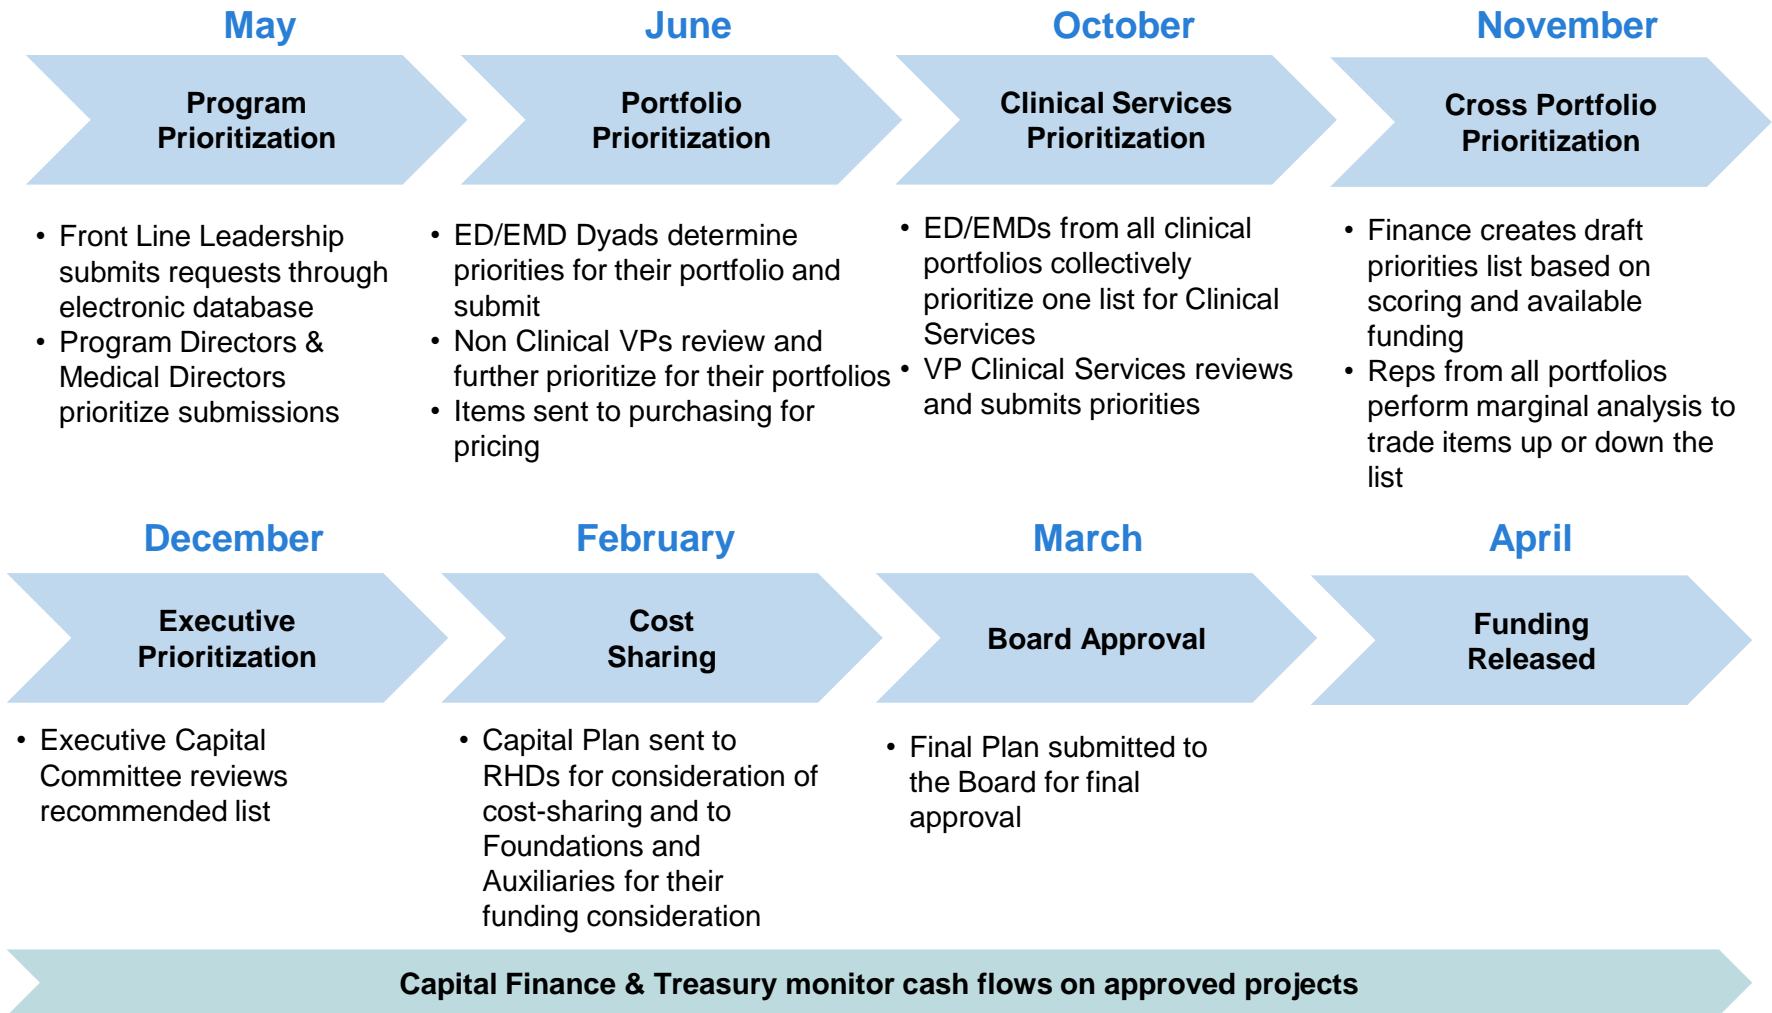 May
June
October
November
Program
Prioritization
Portfolio
Prioritization
Clinical Services
Prioritization
Cross Portfolio
Prioritization
• Front Line Leadership
submits requests through
electronic database
• Program Directors &
Medical Directors
prioritize submissions
• ED/EMD Dyads determine
priorities for their portfolio and
submit
• Non Clinical VPs review and
further prioritize for their portfolios
• Items sent to purchasing for
pricing
• ED/EMDs from all clinical
portfolios collectively
prioritize one list for Clinical
Services
• VP Clinical Services reviews
and submits priorities
• Finance creates draft
priorities list based on
scoring and available
funding
• Reps from all portfolios
perform marginal analysis to
trade items up or down the
list
December
February
March
April
Executive
Prioritization
Cost
Sharing
Board Approval
Funding
Released
• Executive Capital
Committee reviews
recommended list
• Capital Plan sent to
RHDs for consideration of
cost-sharing and to
Foundations and
Auxiliaries for their
funding consideration
• Final Plan submitted to
the Board for final
approval
Capital Finance & Treasury monitor cash flows on approved projects